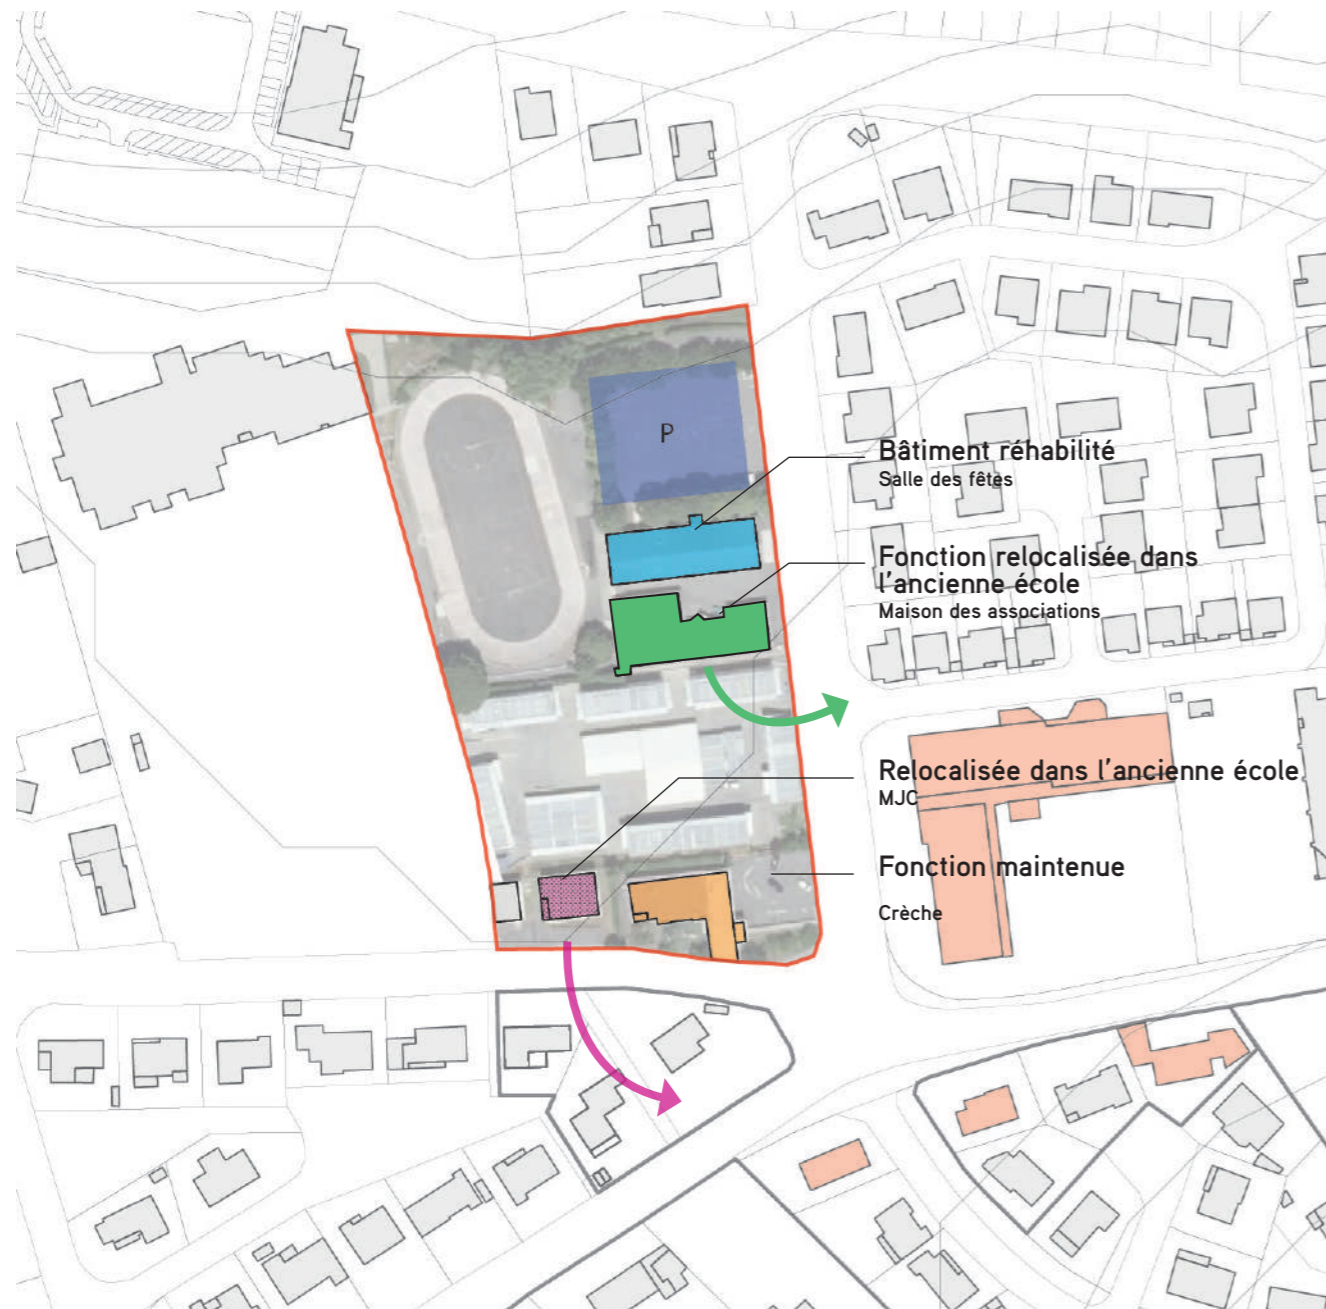 P
Bâtiment réhabilité
Salle des fêtes
Fonction relocalisée dans
l'ancienne école
Maison des associations
Relocalisée dans l'ancienne école
MJC
Fonction maintenue
Crèche